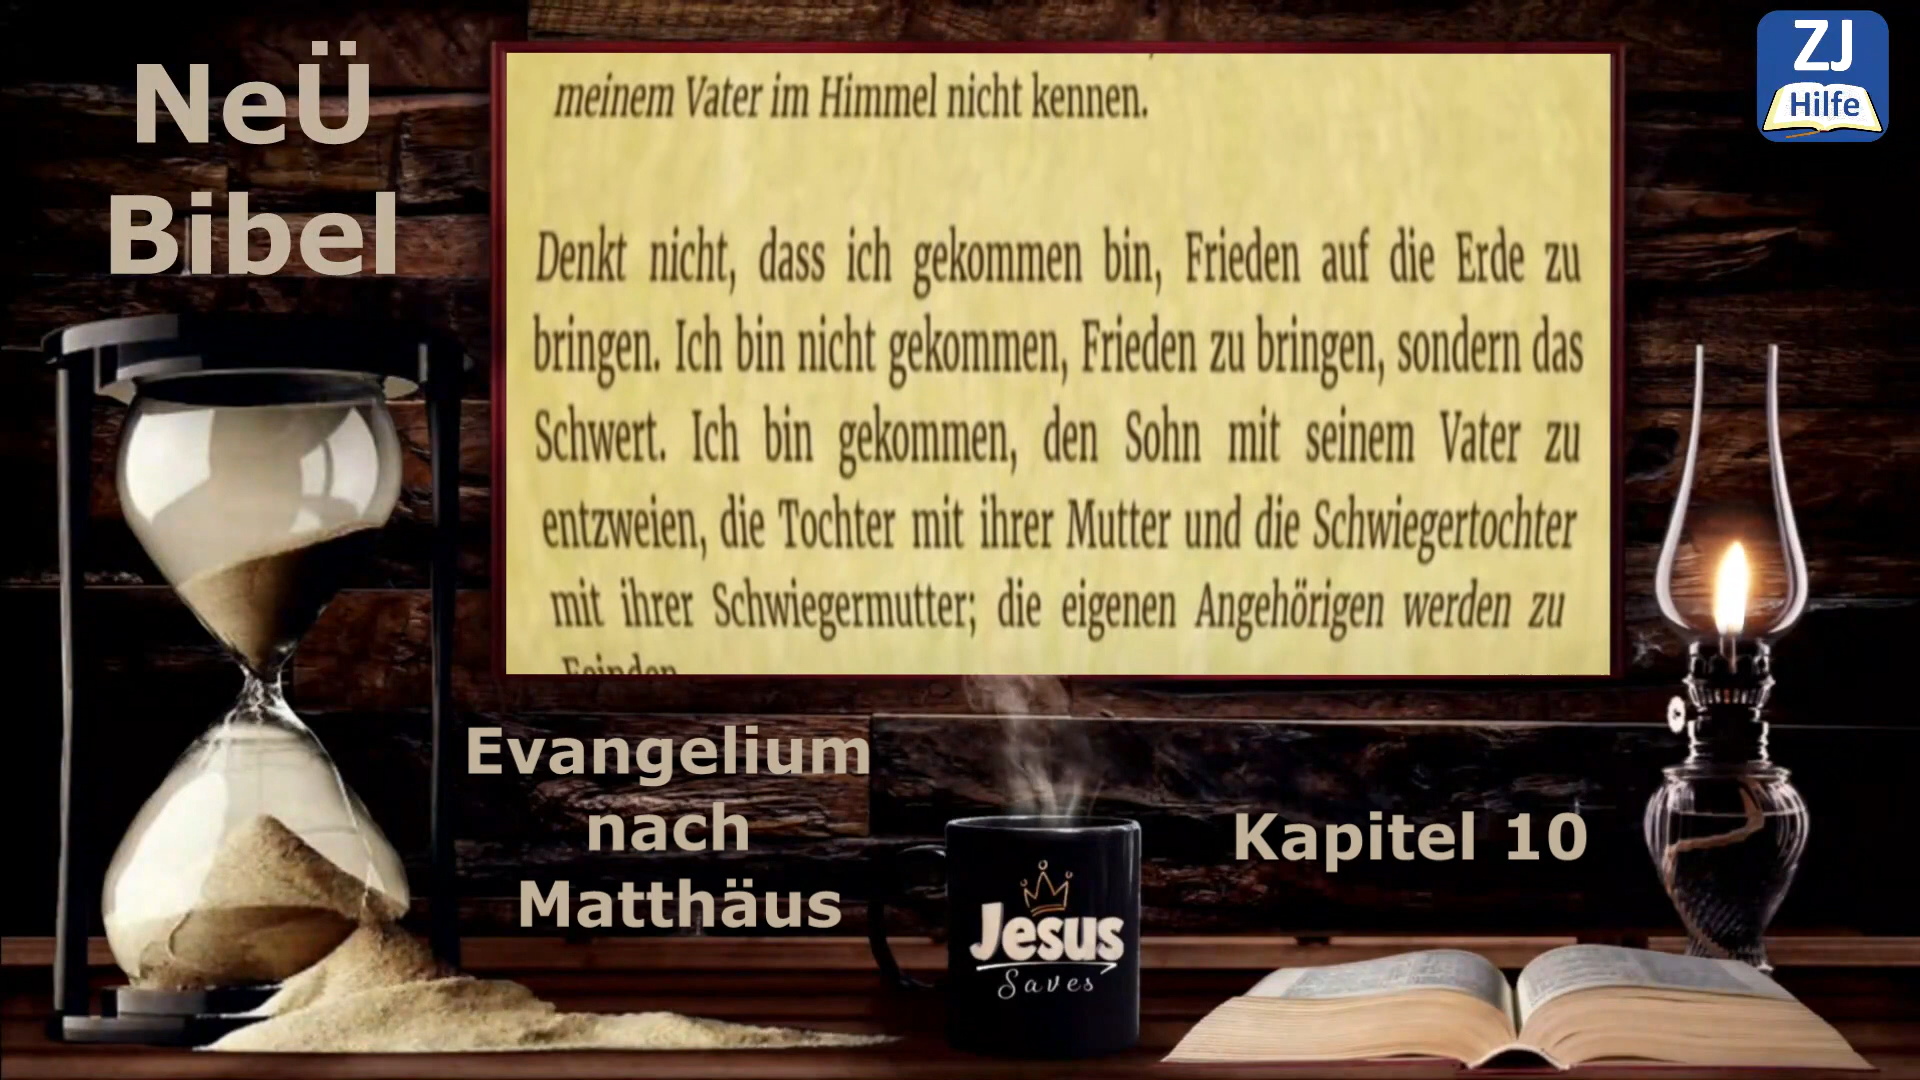 NeÜ
Bibel
ZJ
Hilfe
meinem Vater im Himmel nicht kennen.
Denkt nicht, dass ich gekommen bin, Frieden auf die Erde zu
bringen. Ich bin nicht gekommen, Frieden zu bringen, sondern das
Schwert. Ich bin gekommen, den Sohn mit seinem Vater zu
entzweien, die Tochter mit ihrer Mutter und die Schwiegertochter
mit ihrer Schwiegermutter; die eigenen Angehörigen werden zu
Feinden
Evangelium
nach
Matthäus
Kapitel 10
Jesus
Saves